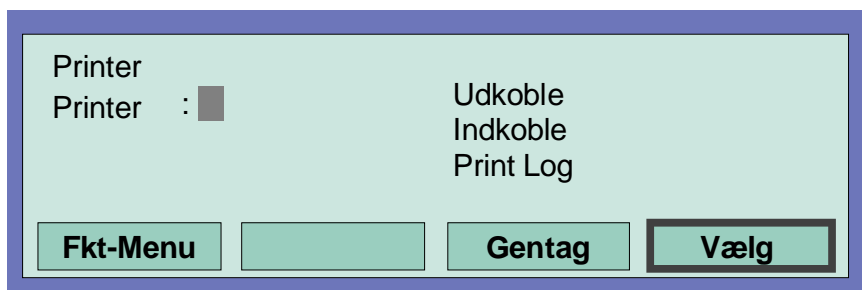 Printer
Printer :
Udkoble
Indkoble
Print Log
Fkt-Menu
Gentag
Vælg